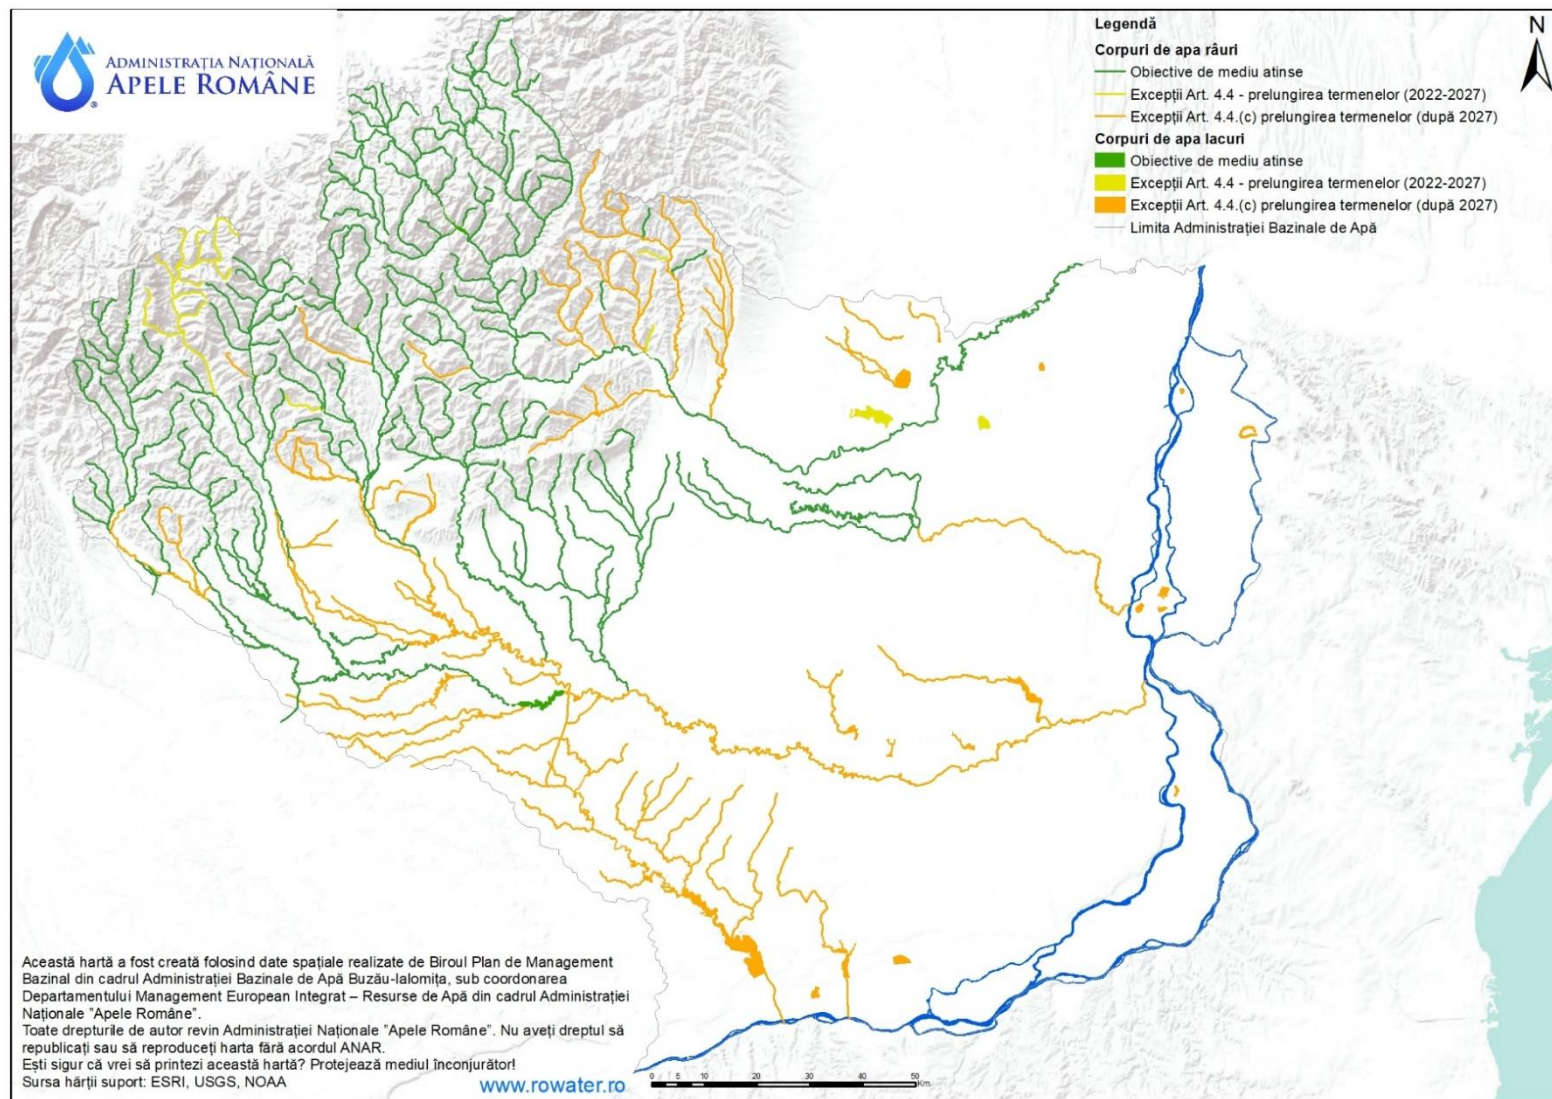 ADMINISTRAȚIA NAȚIONALĂ
APELE ROMÂNE
Legendă
Corpuri de apa râuri
Obiective de mediu atinse
Excepții Art. 4.4 - prelungirea termenelor (2022-2027)
Excepții Art. 4.4.(c) prelungirea termenelor (după 2027)
Corpuri de apa lacuri
Obiective de mediu atinse
Excepții Art. 4.4 - prelungirea termenelor (2022-2027)
Excepții Art. 4.4.(c) prelungirea termenelor (după 2027)
Limita Administrației Bazinale de Apă
N
Această hartă a fost creată folosind date spațiale realizate de Biroul Plan de Management
Bazinal din cadrul Administrației Bazinale de Apă Buzău-Ialomița, sub coordonarea
Departamentului Management European Integrat – Resurse de Apă din cadrul Administrației
Naționale "Apele Române".
Toate drepturile de autor revin Administrației Naționale "Apele Române". Nu aveți dreptul să
republicați sau să reproduceți harta fără acordul ANAR.
Ești sigur că vrei să printezi această hartă? Protejează mediul înconjurător!
Sursa hărții suport: ESRI, USGS, NOAA
www.rowater.ro
0 5 10 20 30 40 50
Km